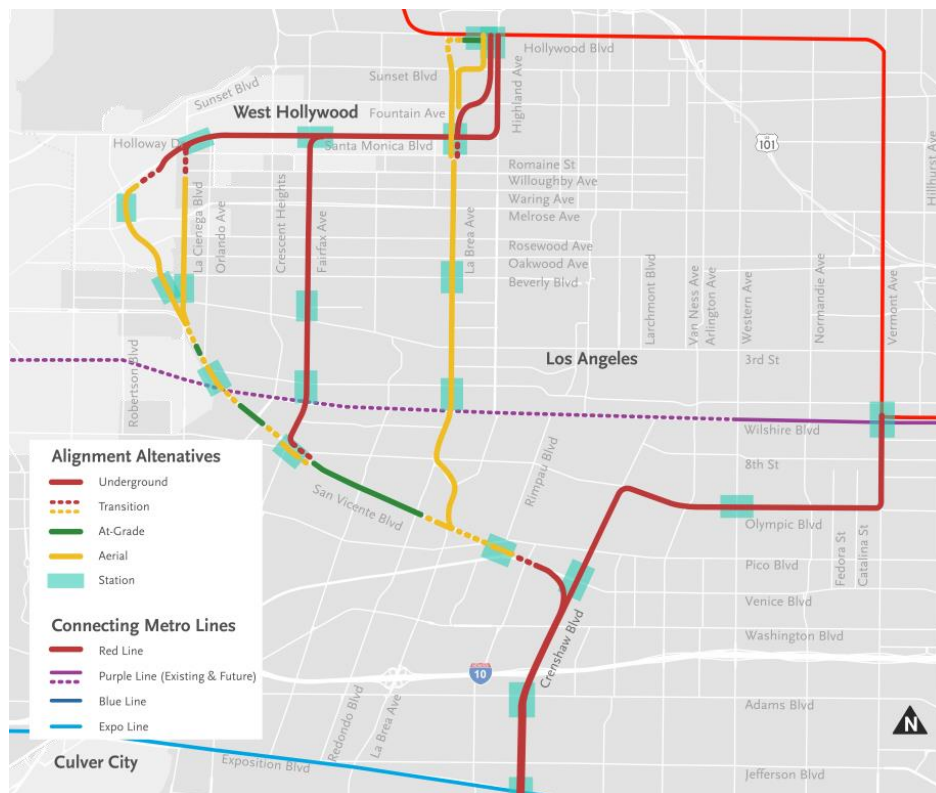 Hollywood Blvd
Sunset Blvd
Sunset Blvd
Highland Ave
West Hollywood
Fountain Ave
Holloway D
Santa Monica Blvd
101
Hillhurst Ave
Romaine St
Willoughby Ave
Waring Ave
Melrose Ave
La Cienega Blvd
Orlando Ave
Crescent Heights
Fairfax Ave
La Brea Ave
Rosewood Ave
Oakwood Ave
Beverly Blvd
Larchmont Blvd
Van Ness Ave
Arlington Ave
Western Ave
Normandie Ave
Vermont Ave
Robertson Blvd
Los Angeles
3rd St
Wilshire Blvd
8th St
Rimpau Blvd
San Vicente Blvd
Olympic Blvd
Fedora St
Catalina St
Pico Blvd
Venice Blvd
Washington Blvd
Crenshaw Blvd
10
Adams Blvd
Redondo Blvd
La Brea Ave
N
Exposition Blvd
Jefferson Blvd
Culver City
Alignment Altenatives
Underground
Transition
At-Grade
Aerial
Station
Connecting Metro Lines
Red Line
Purple Line (Existing & Future)
Blue Line
Expo Line